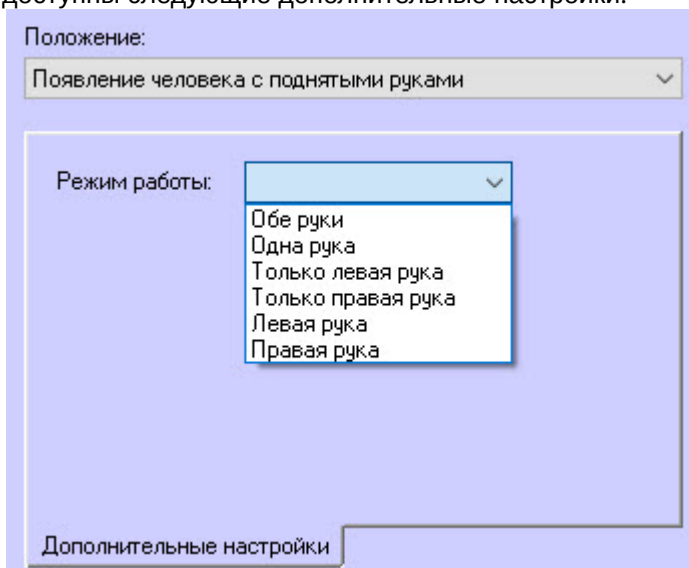 доступны следующие дополнительные настройки:
Положение:
Появление человека с поднятыми руками
Режим работы:
Обе руки
Одна рука
Только левая рука
Только правая рука
Левая рука
Правая рука
Дополнительные настройки